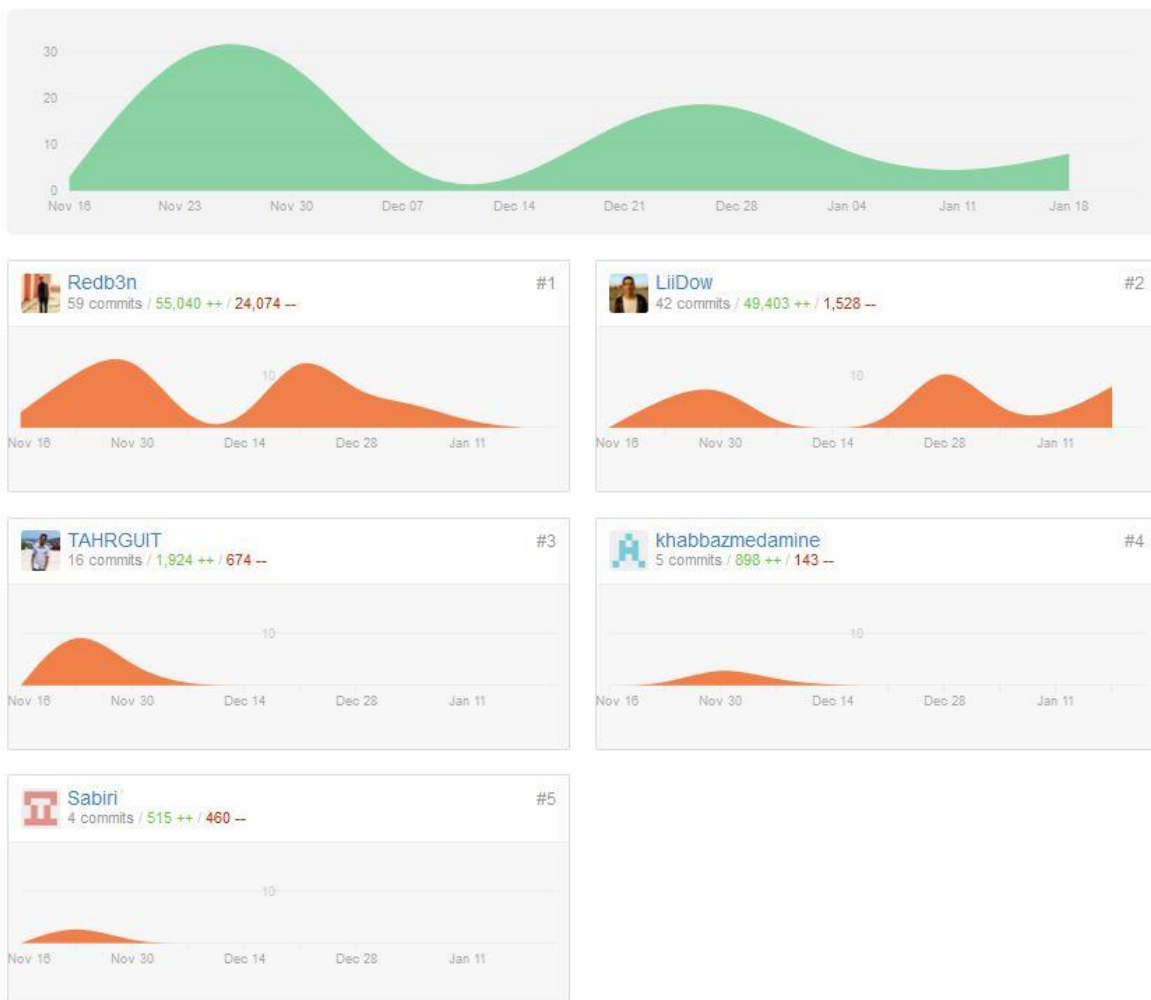 30
20
10
0
Nov 16 Nov 23 Nov 30 Dec 07 Dec 14 Dec 21 Dec 28 Jan 04 Jan 11 Jan 18
Redb3n #1
59 commits / 55,040 ++ / 24,074 --
10
Nov 16 Nov 30 Dec 14 Dec 28 Jan 11
LiiDow #2
42 commits / 49,403 ++ / 1,528 --
10
Nov 16 Nov 30 Dec 14 Dec 28 Jan 11
TAHRGUIT #3
16 commits / 1,924 ++ / 674 --
10
Nov 16 Nov 30 Dec 14 Dec 28 Jan 11
khabbazmedamine #4
5 commits / 898 ++ / 143 --
10
Nov 16 Nov 30 Dec 14 Dec 28 Jan 11
Sabiri #5
4 commits / 515 ++ / 460 --
10
Nov 16 Nov 30 Dec 14 Dec 28 Jan 11